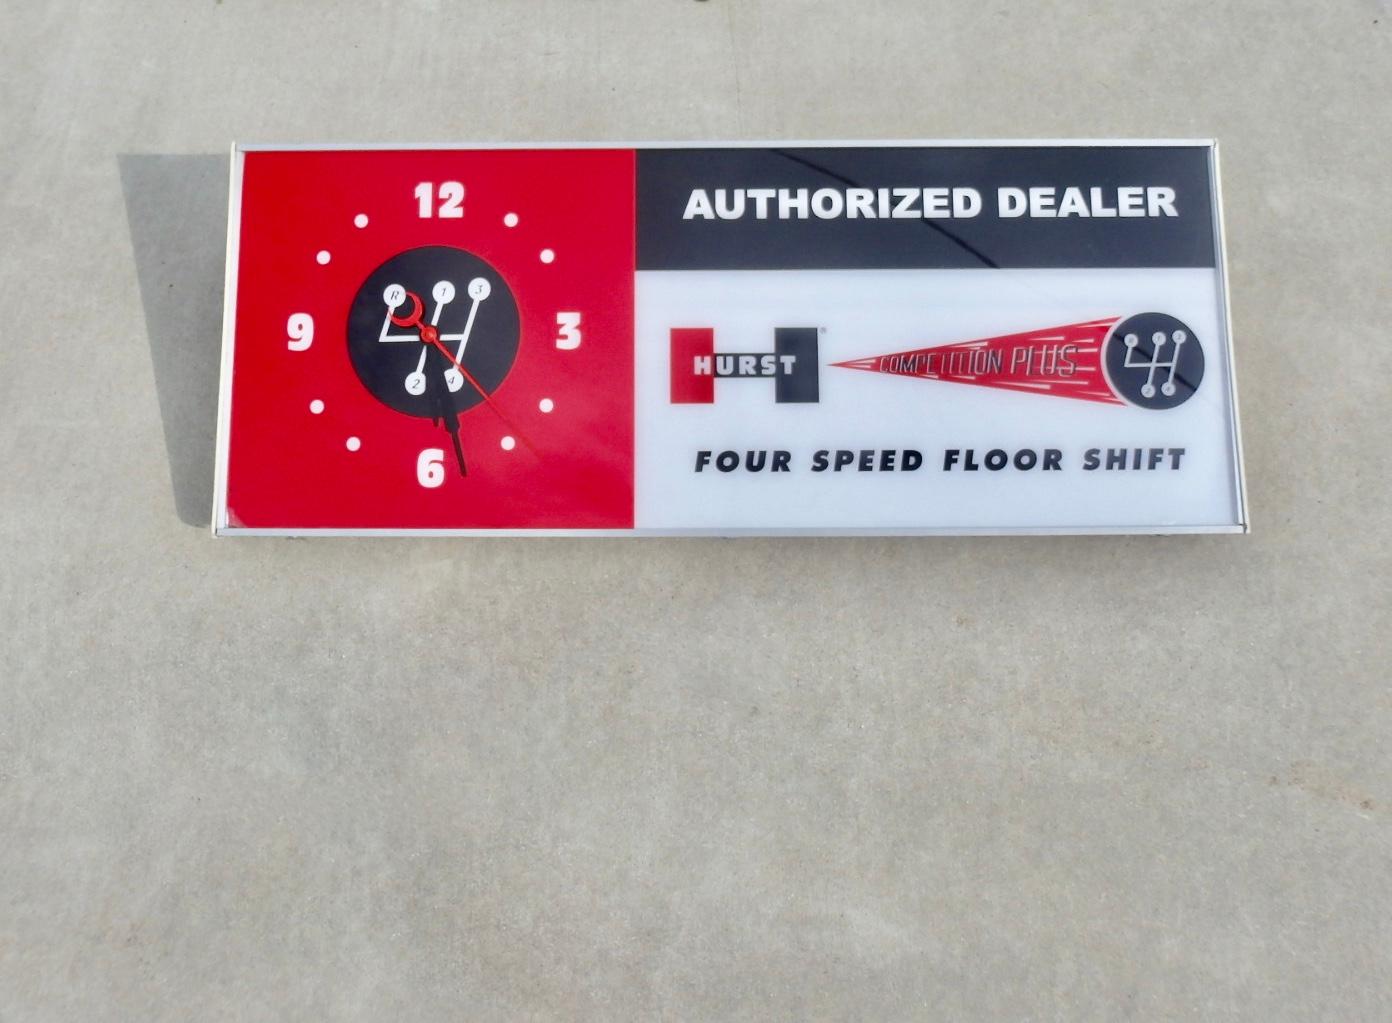 12
9
3
6
R
1
3
2
4
AUTHORIZED DEALER
HURST
®
COMPETITION PLUS
FOUR SPEED FLOOR SHIFT